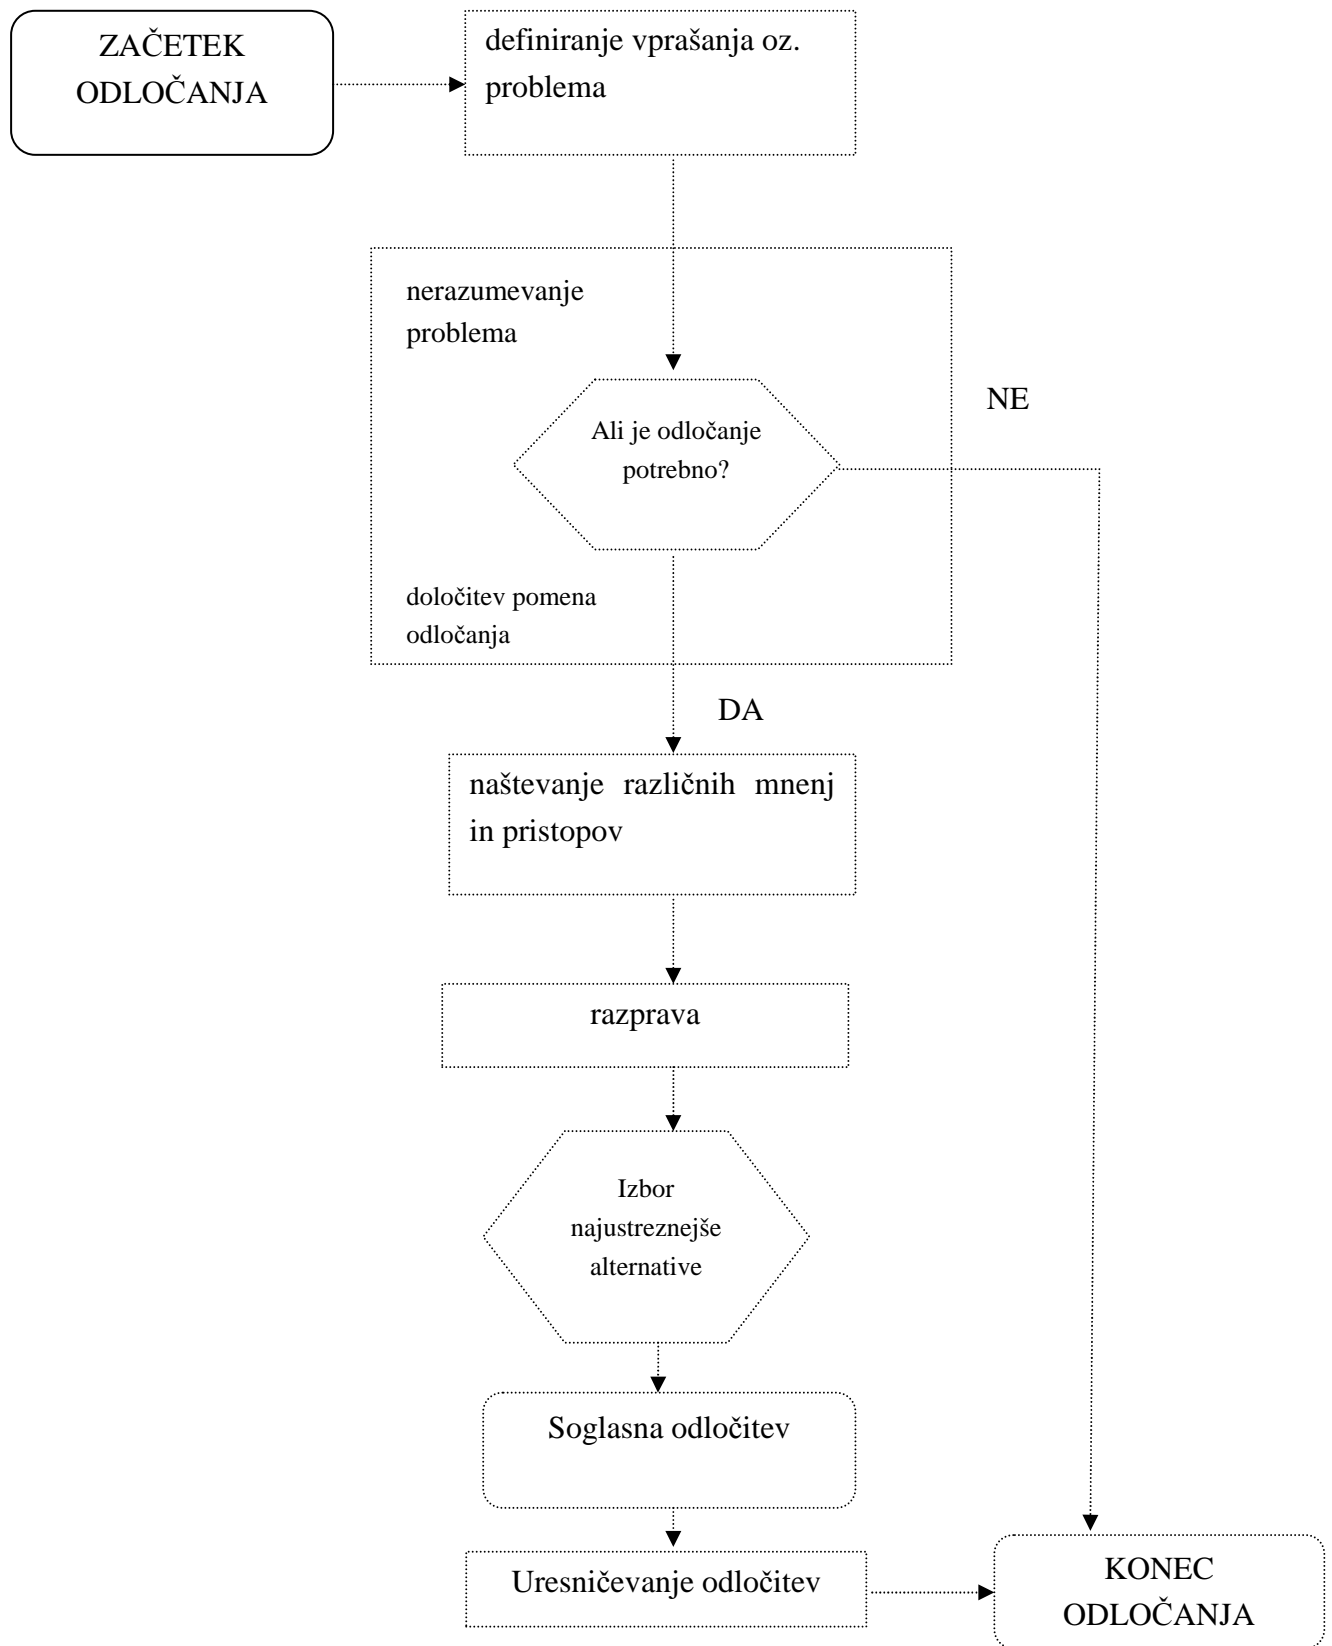 ZAČETEK
ODLOČANJA
definiranje vprašanja oz.
problema
nerazumevanje
problema
NE
Ali je odločanje
potrebno?
določitev pomena
odločanja
DA
naštevanje različnih mnenj
in pristopov
razprava
Izbor
najustreznejše
alternative
Soglasna odločitev
Uresničevanje odločitev
KONEC
ODLOČANJA